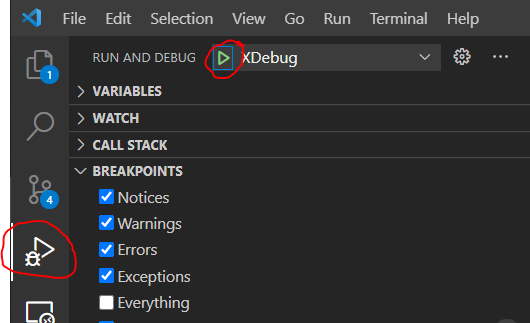 File Edit Selection View Go Run Terminal Help
RUN AND DEBUG XDebug
1
VARIABLES
WATCH
CALL STACK
BREAKPOINTS
Notices
4
Warnings
Errors
Exceptions
Everything